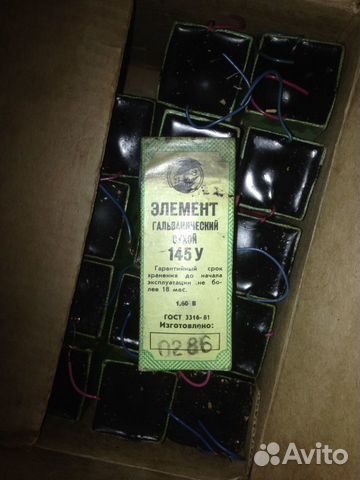 ЭЛЕМЕНТ
ГАЛЬВАНИЧЕСКИЙ
СУХОЙ
145У
Гарантийный срок
хранения до начала
эксплуатации не бо-
лее 18 мес.
1,60 В
ГОСТ 3316-81
Изготовлено:
0286
Avito